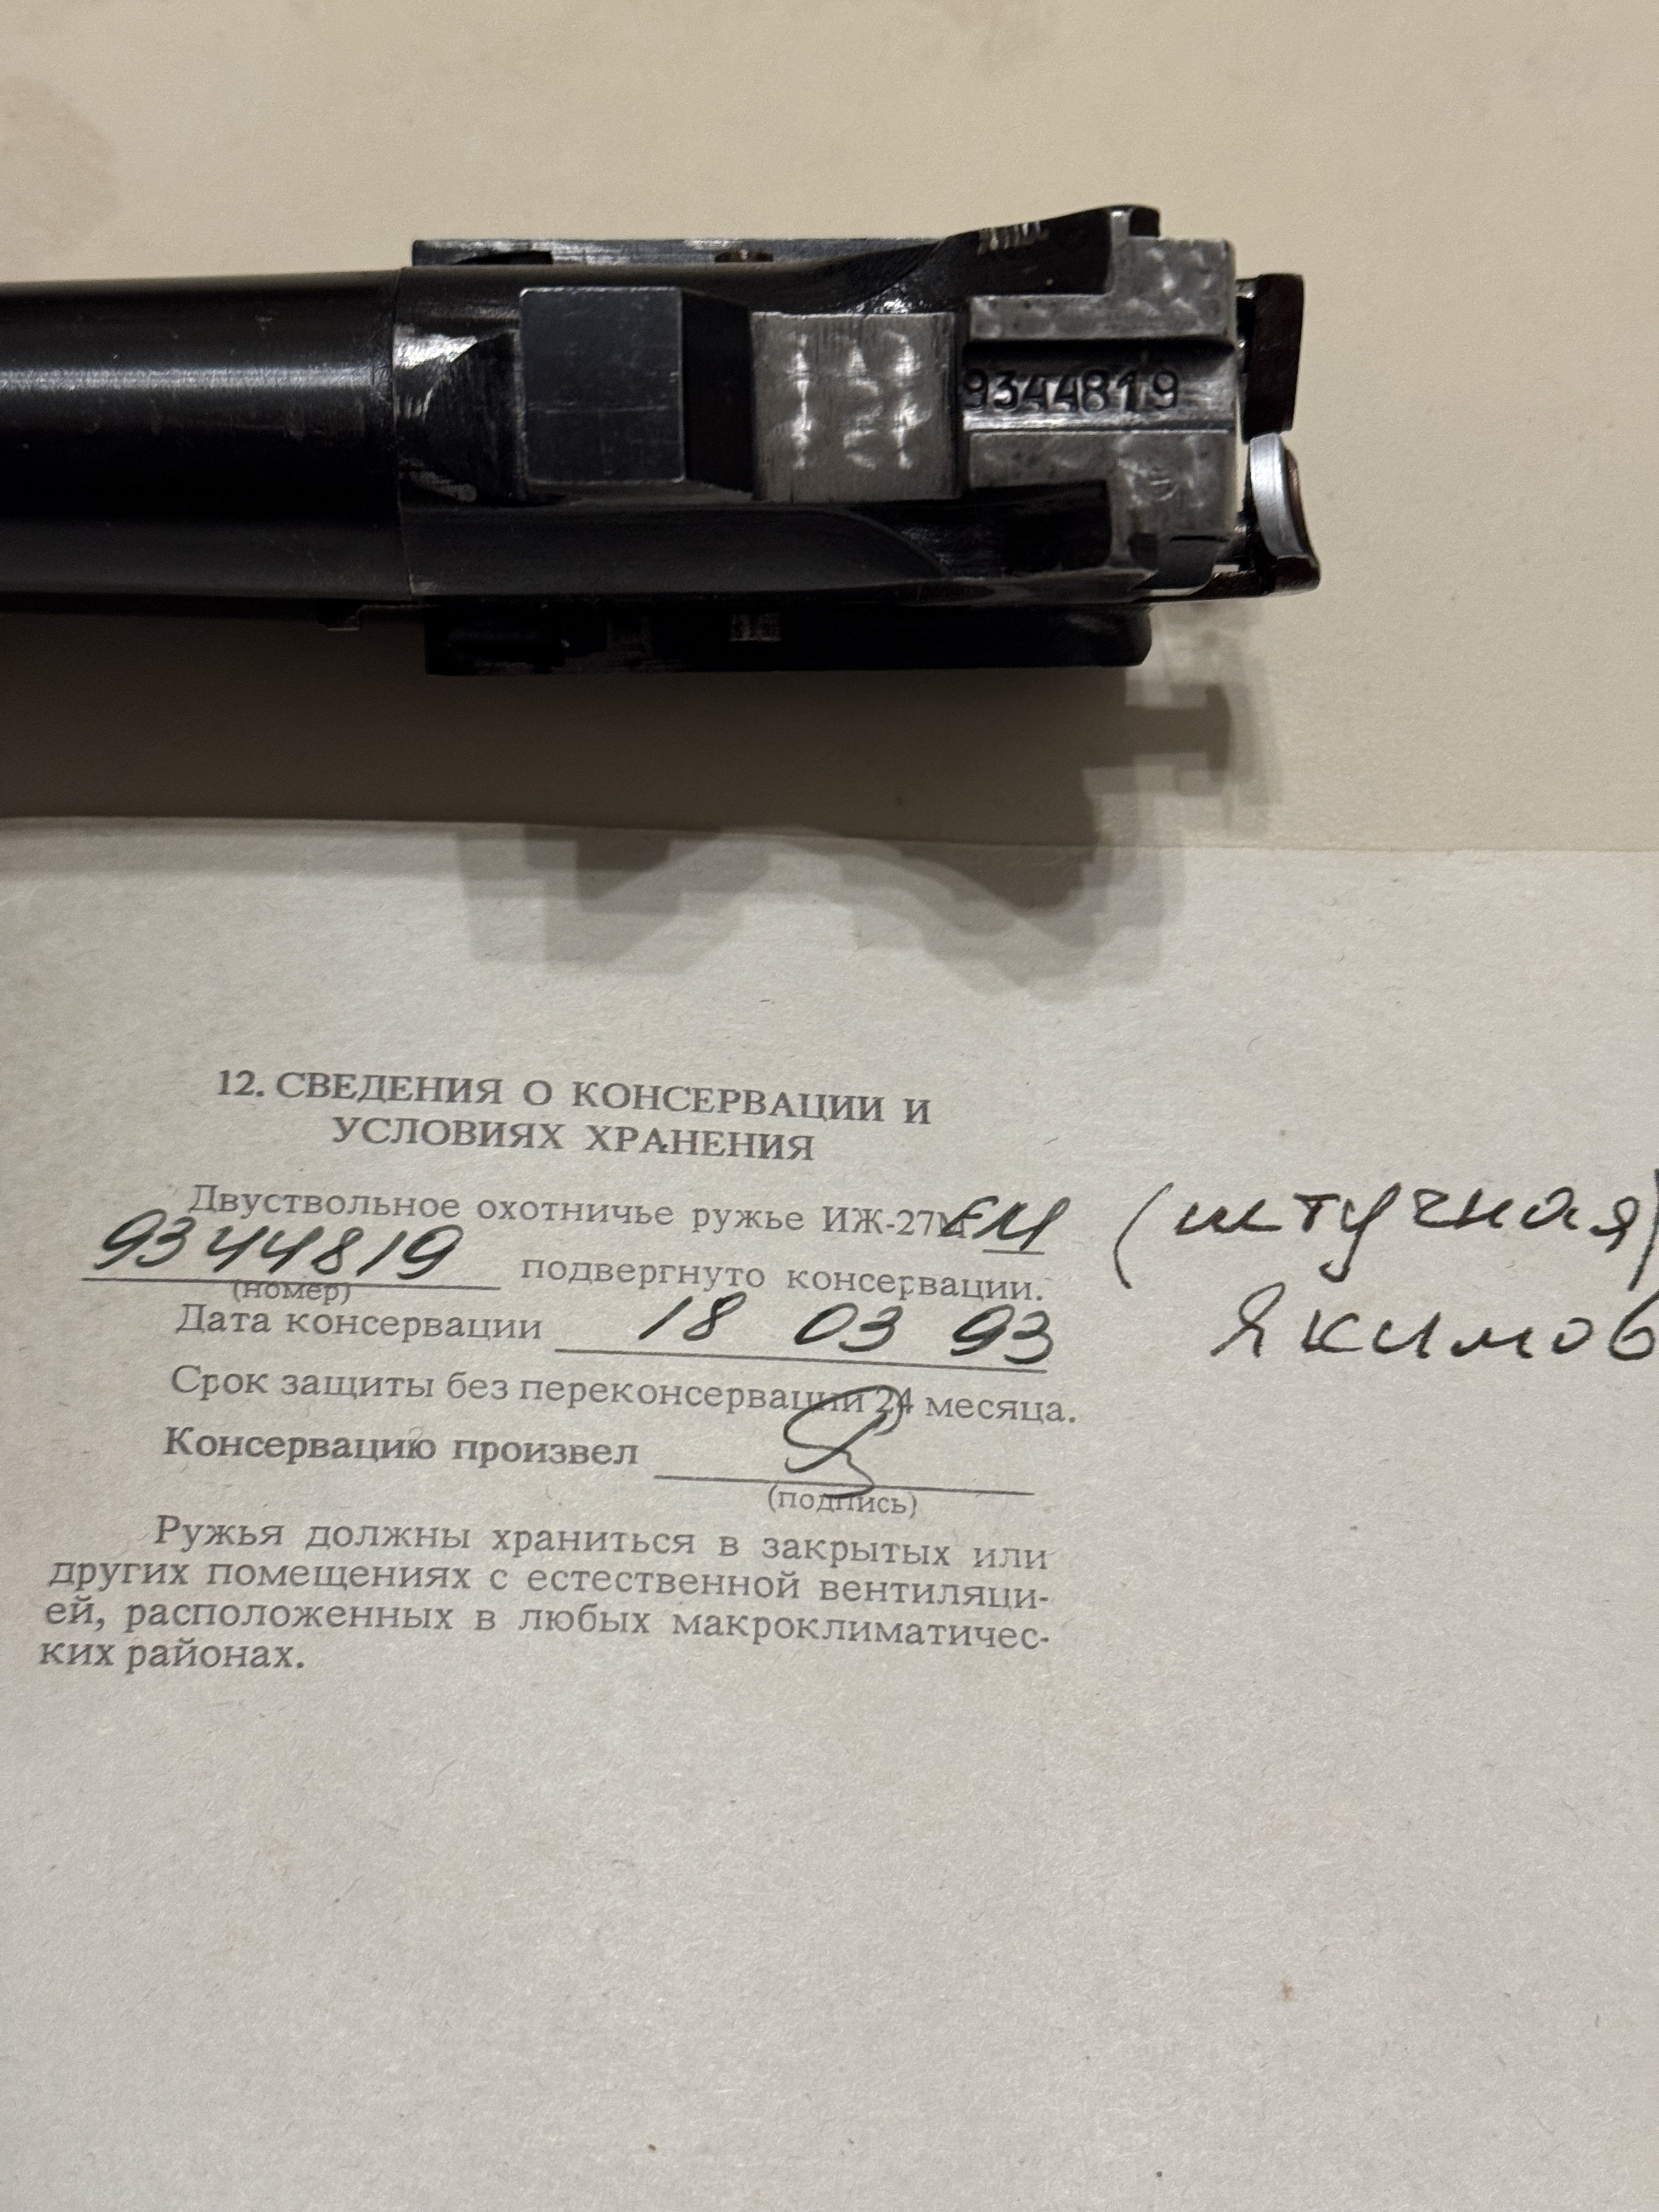 9344819
12. СВЕДЕНИЯ О КОНСЕРВАЦИИ И
УСЛОВИЯХ ХРАНЕНИЯ
Двуствольное охотничье ружье ИЖ-27ЕМ (штучная)
9344819 подвергнуто консервации.
(номер)
Якимов
Дата консервации 18 03 93
Срок защиты без переконсервации 24 месяца.
Консервацию произвел
(подпись)
Ружья должны храниться в закрытых или
других помещениях с естественной вентиляци-
ей, расположенных в любых макроклиматичес-
ких районах.